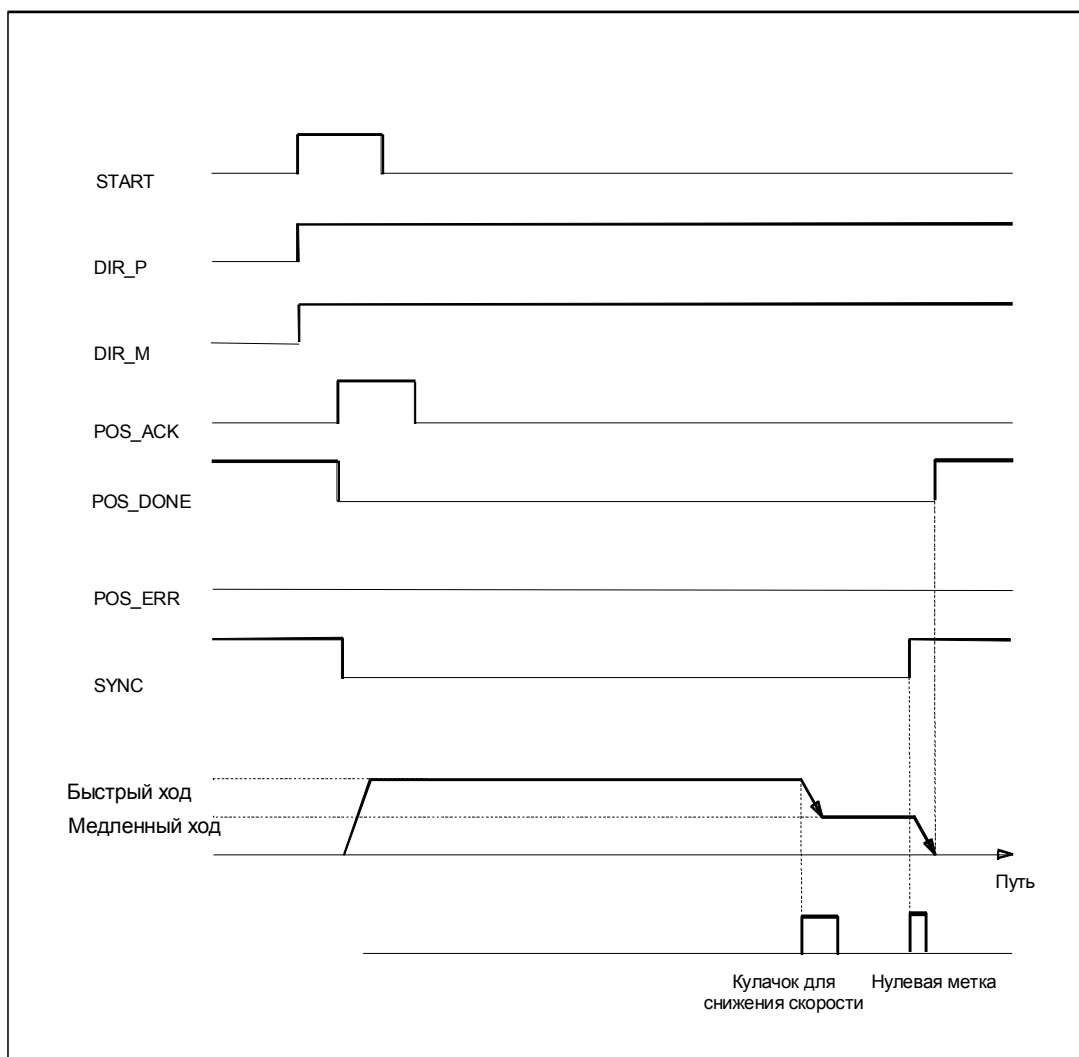 START
DIR_P
DIR_M
POS_ACK
POS_DONE
POS_ERR
SYNC
Быстрый ход
Медленный ход
Путь
Кулачок для
снижения скорости
Нулевая метка